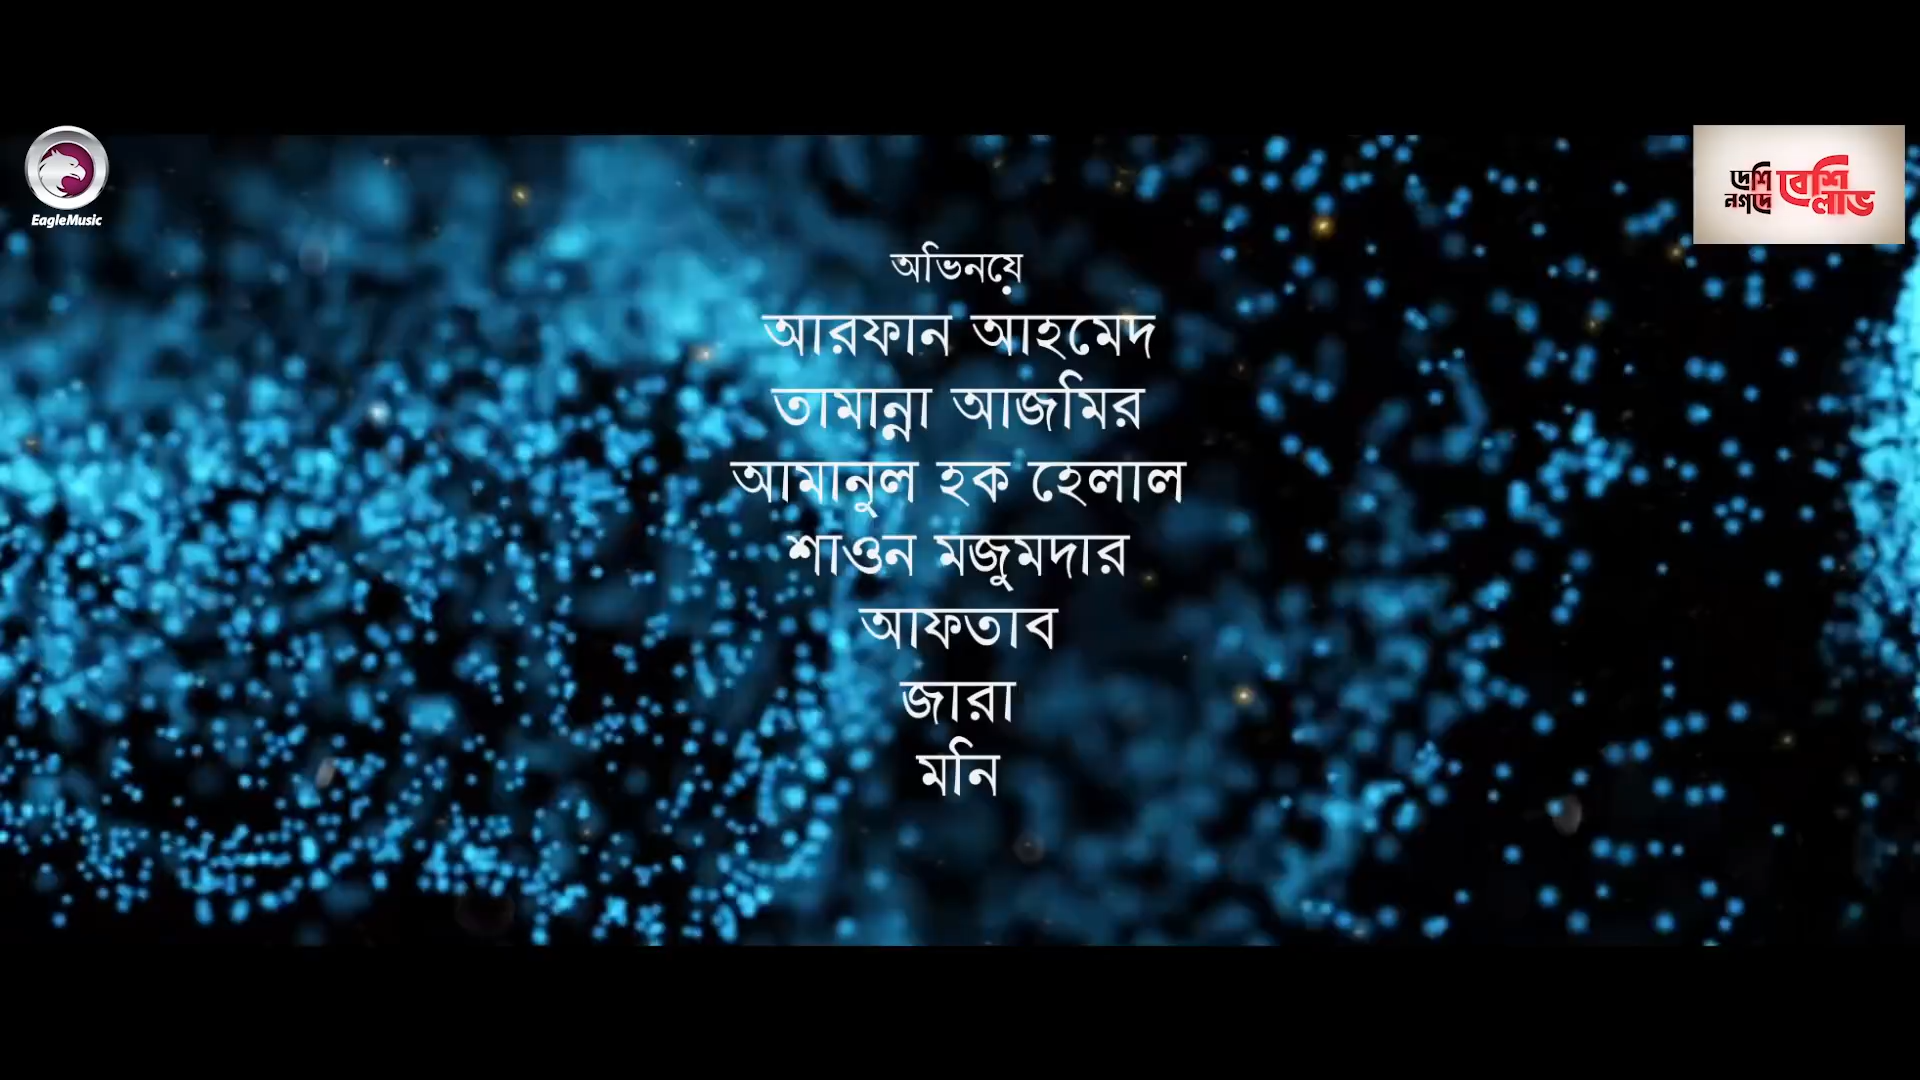 EagleMusic
দেশি
নগদে
বেশি
লাভ
অভিনয়ে
আরফান আহমেদ
তামান্না আজমির
আমানুল হক হেলাল
শাওন মজুমদার
আফতাব
জারা
মনি